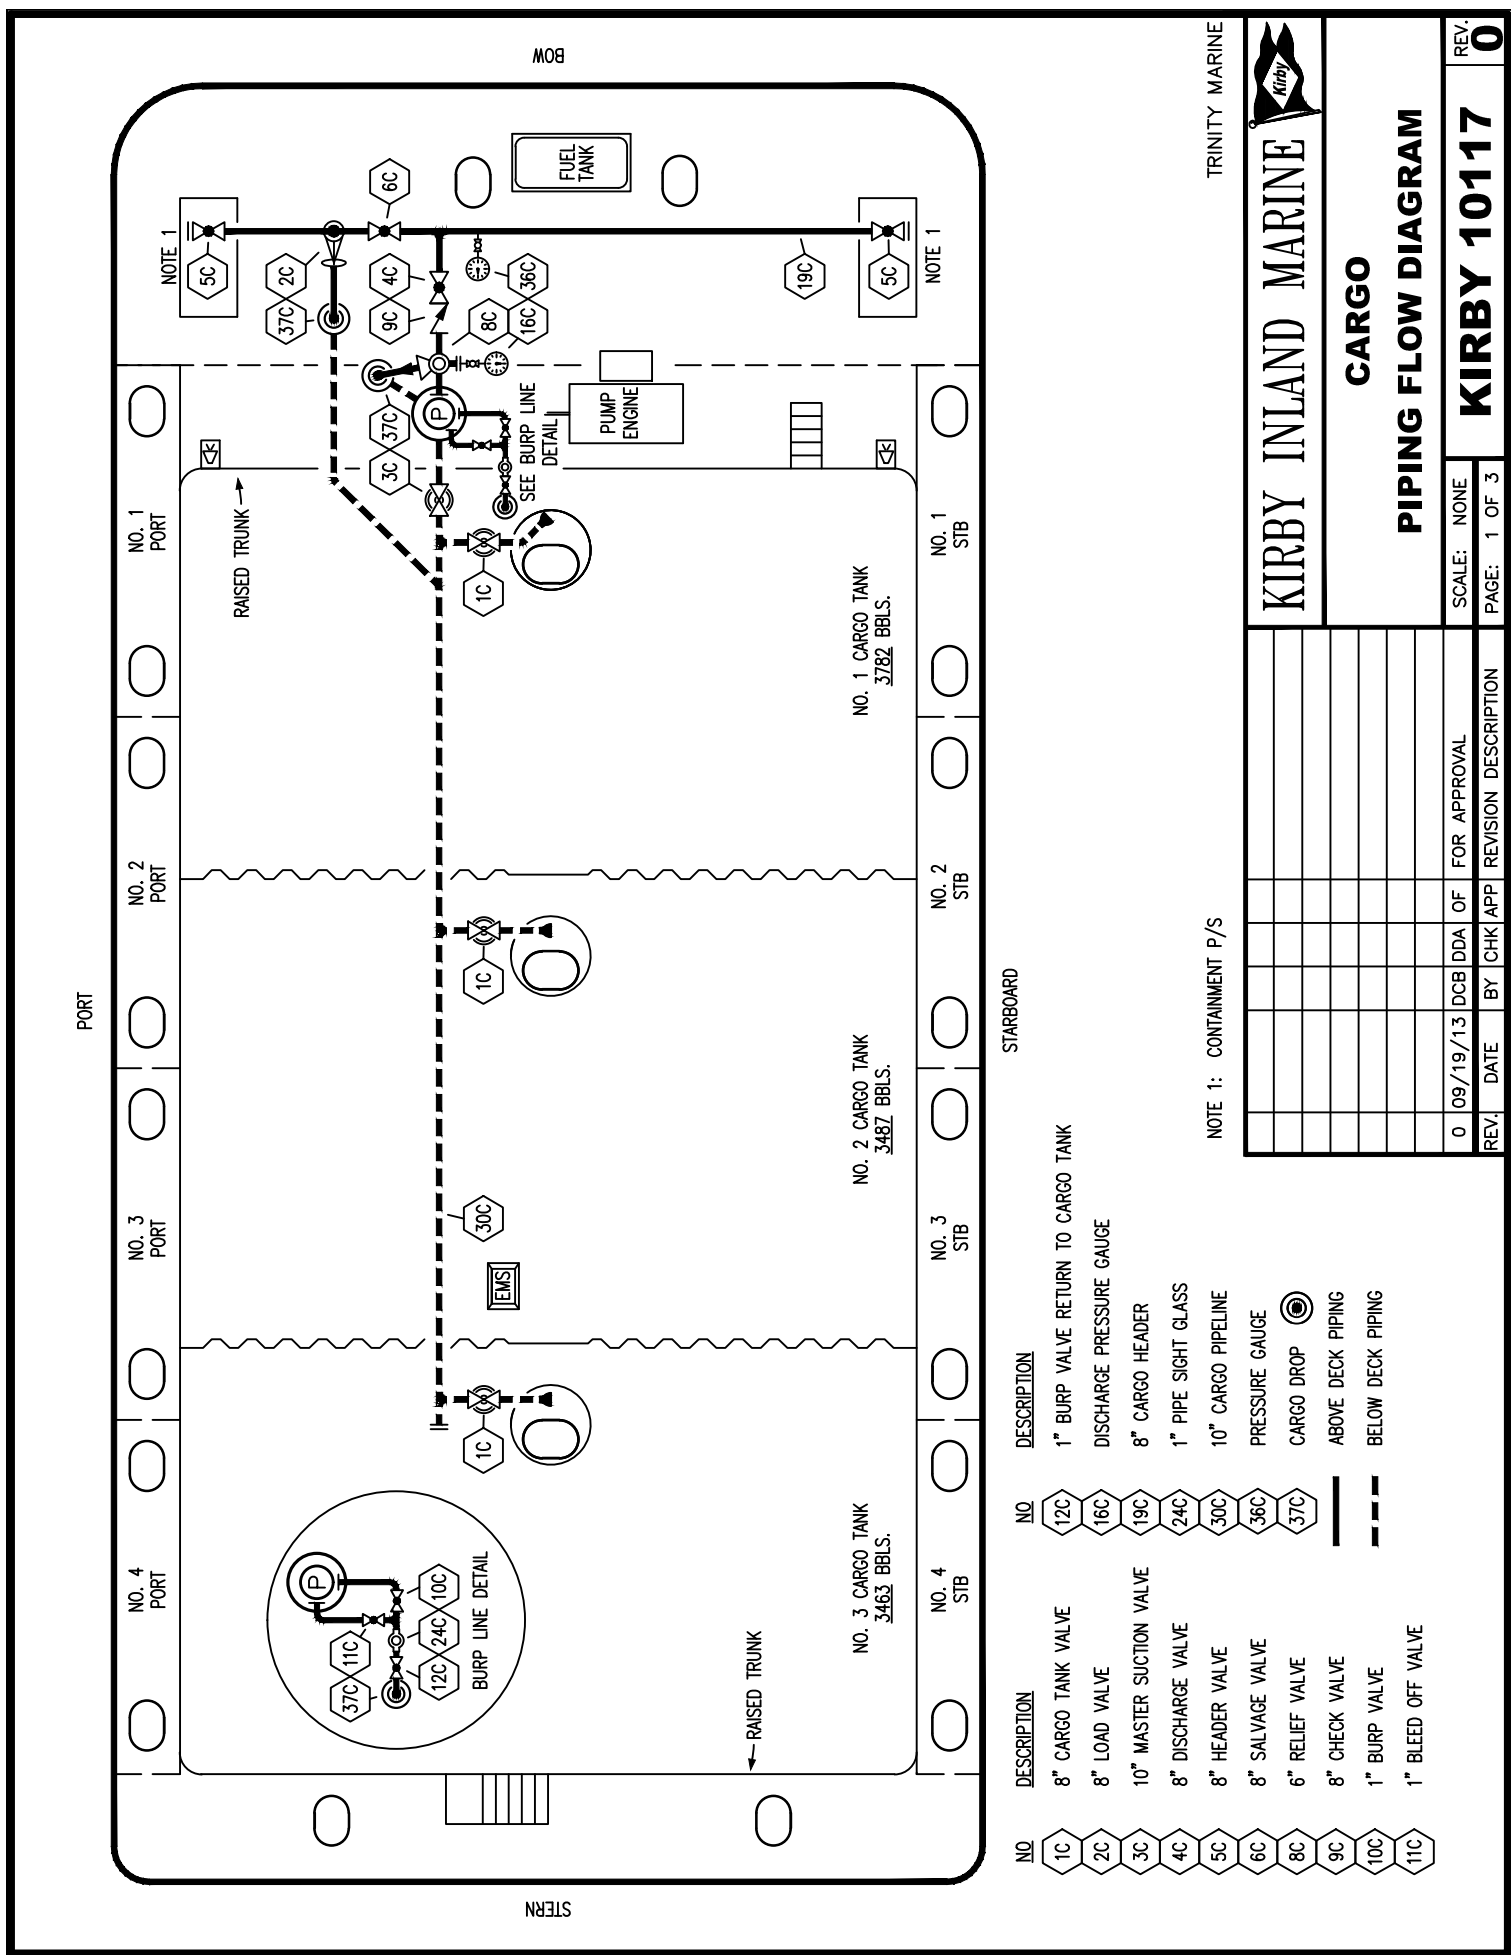 PORT
STERN
BOW
STARBOARD
NO. 4
PORT
NO. 3
PORT
NO. 2
PORT
NO. 1
PORT
RAISED TRUNK
NOTE 1
5C
2C
37C
6C
4C
9C
8C
36C
16C
37C
3C
P
SEE BURP LINE
DETAIL
PUMP
ENGINE
FUEL
TANK
19C
5C
NOTE 1
1C
1C
1C
30C
EMS
P
37C
11C
12C
24C
10C
BURP LINE DETAIL
RAISED TRUNK
NO. 3 CARGO TANK
3463 BBLS.
NO. 2 CARGO TANK
3487 BBLS.
NO. 1 CARGO TANK
3782 BBLS.
NO. 4
STB
NO. 3
STB
NO. 2
STB
NO. 1
STB
NO DESCRIPTION
1C 8" CARGO TANK VALVE
2C 8" LOAD VALVE
3C 10" MASTER SUCTION VALVE
4C 8" DISCHARGE VALVE
5C 8" HEADER VALVE
6C 8" SALVAGE VALVE
8C 6" RELIEF VALVE
9C 8" CHECK VALVE
10C 1" BURP VALVE
11C 1" BLEED OFF VALVE
NO DESCRIPTION
12C 1" BURP VALVE RETURN TO CARGO TANK
16C DISCHARGE PRESSURE GAUGE
19C 8" CARGO HEADER
24C 1" PIPE SIGHT GLASS
30C 10" CARGO PIPELINE
36C PRESSURE GAUGE
37C CARGO DROP
ABOVE DECK PIPING
BELOW DECK PIPING
NOTE 1: CONTAINMENT P/S
TRINITY MARINE
KIRBY INLAND MARINE
Kirby
CARGO
PIPING FLOW DIAGRAM
0 09/19/13 DCB DDA OF FOR APPROVAL
REV. DATE BY CHK APP REVISION DESCRIPTION
SCALE: NONE
PAGE: 1 OF 3
KIRBY 10117
REV.
0